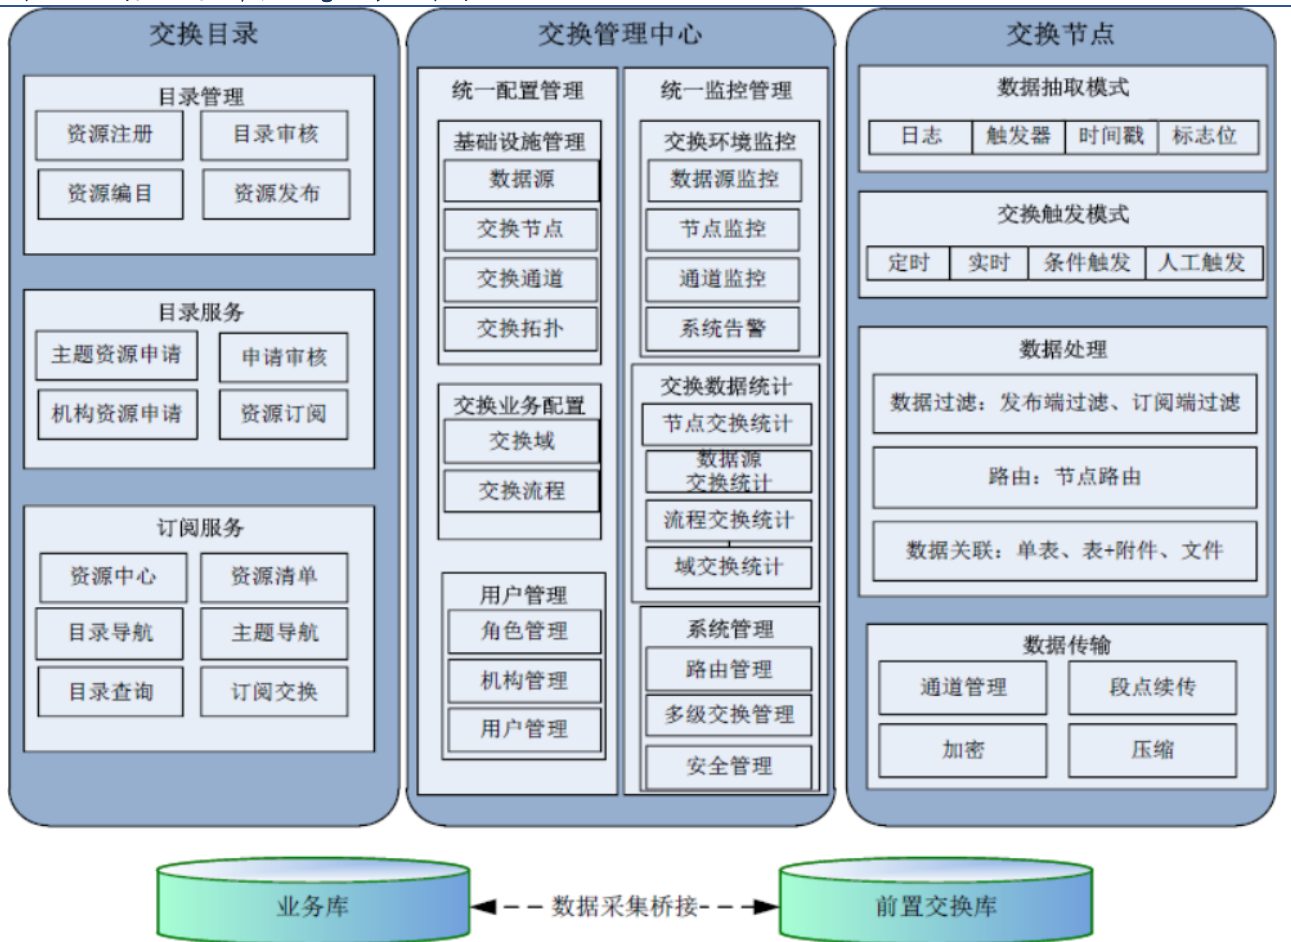 交换目录
目录管理
资源注册
目录审核
资源编目
资源发布
目录服务
主题资源申请
申请审核
机构资源申请
资源订阅
订阅服务
资源中心
资源清单
目录导航
主题导航
目录查询
订阅交换
交换管理中心
统一配置管理
基础设施管理
数据源
交换节点
交换通道
交换拓扑
交换业务配置
交换域
交换流程
用户管理
角色管理
机构管理
用户管理
统一监控管理
交换环境监控
数据源监控
节点监控
通道监控
系统告警
交换数据统计
节点交换统计
数据源
交换统计
流程交换统计
域交换统计
系统管理
路由管理
多级交换管理
安全管理
交换节点
数据抽取模式
日志
触发器
时间戳
标志位
交换触发模式
定时
实时
条件触发
人工触发
数据处理
数据过滤：发布端过滤、订阅端过滤
路由：节点路由
数据关联：单表、表+附件、文件
数据传输
通道管理
段点续传
加密
压缩
业务库
数据采集桥接
前置交换库